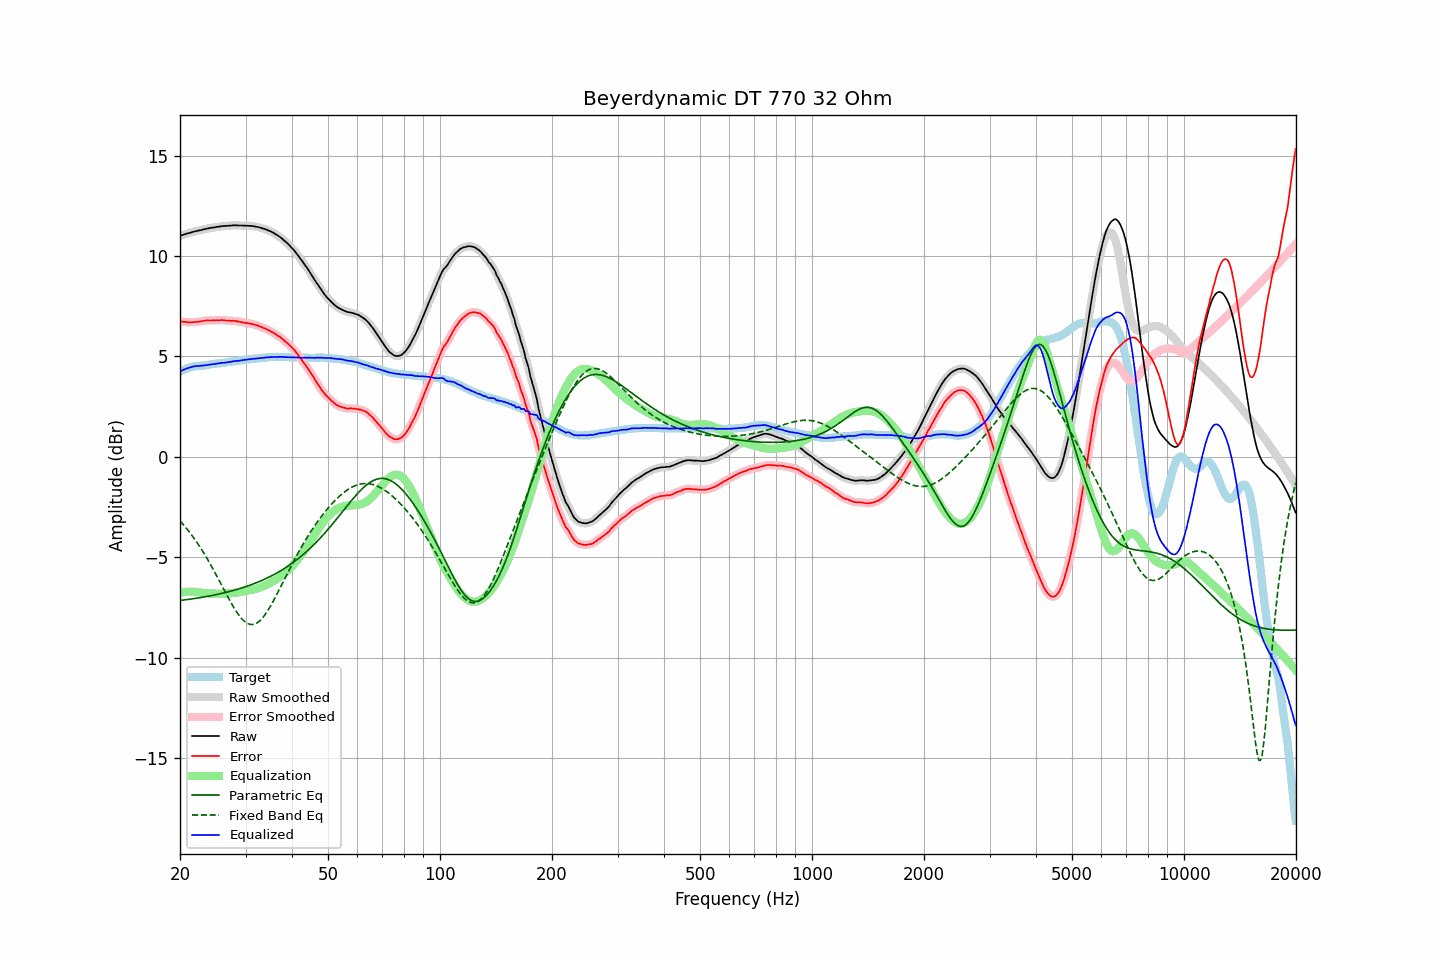 Beyerdynamic DT 770 32 Ohm
Amplitude (dBr)
15
10
5
0
−5
−10
−15
Target
Raw Smoothed
Error Smoothed
Raw
Error
Equalization
Parametric Eq
Fixed Band Eq
Equalized
20 50 100 200 500 1000 2000 5000 10000 20000
Frequency (Hz)